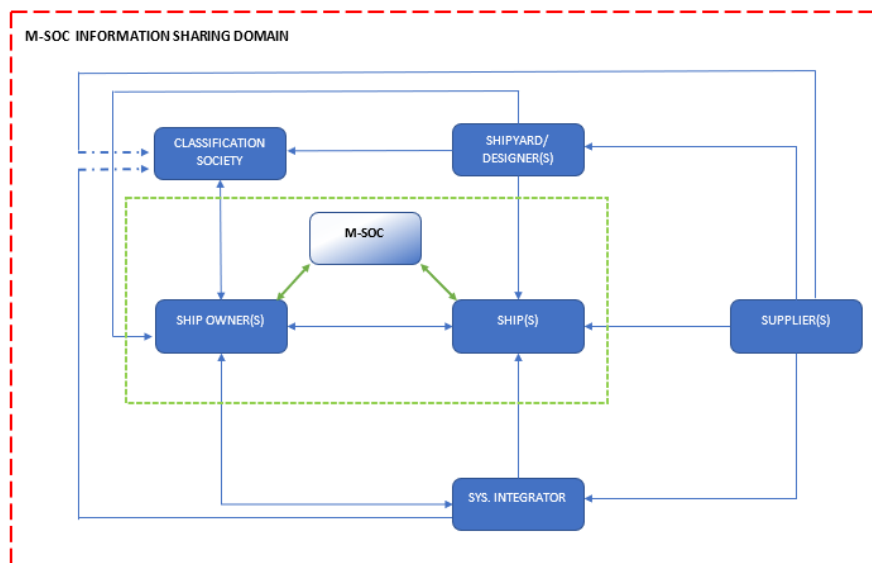 M-SOC INFORMATION SHARING DOMAIN
CLASSIFICATION
SOCIETY
SHIPYARD/
DESIGNER(S)
M-SOC
SHIP OWNER(S)
SHIP(S)
SUPPLIER(S)
SYS. INTEGRATOR